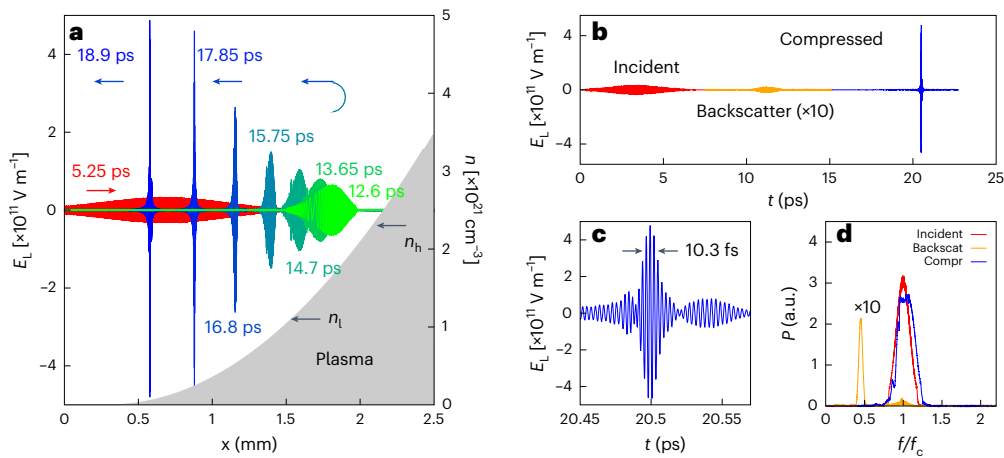 a
18.9 ps
17.85 ps
15.75 ps
5.25 ps
13.65 ps
12.6 ps
14.7 ps
16.8 ps
n_h
n_l
Plasma
E_L [×10^11 V m^−1]
4
2
0
−2
−4
n [×10^21 cm^−3]
5
4
3
2
1
0
0
0.5
1.0
1.5
2.0
2.5
x (mm)
b
Compressed
Incident
Backscatter (×10)
E_L [×10^11 V m^−1]
4
0
−4
0
5
10
15
20
25
t (ps)
c
10.3 fs
E_L [×10^11 V m^−1]
4
2
0
−2
−4
20.45
20.5
20.55
t (ps)
d
Incident
Backscat
Compr
×10
P (a.u.)
4
3
2
1
0
0
0.5
1.0
1.5
2.0
f/f_c